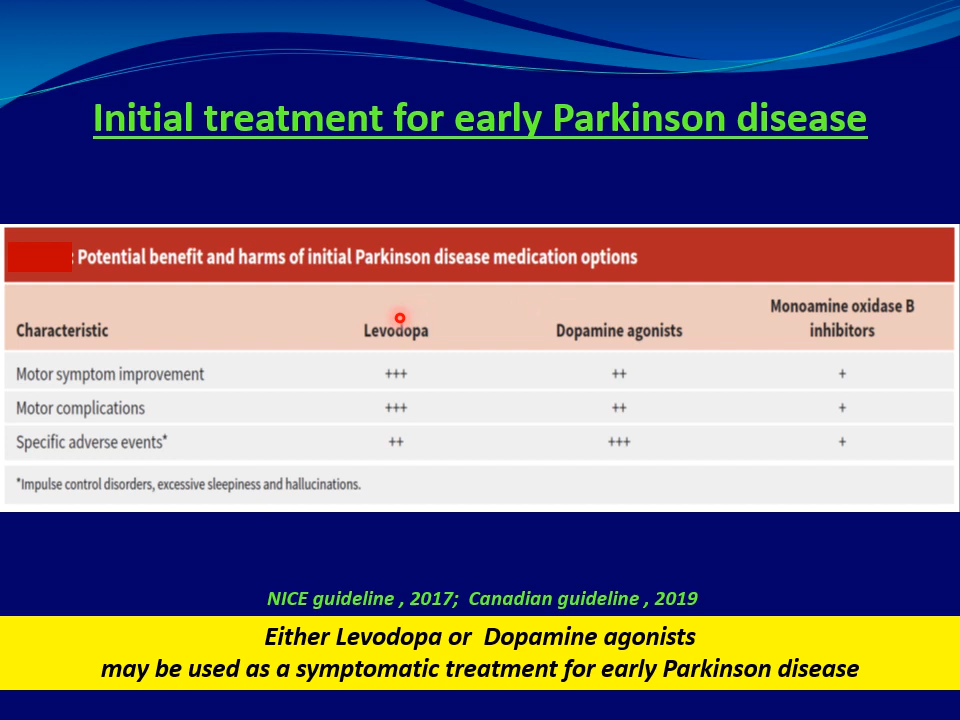 Initial treatment for early Parkinson disease
: Potential benefit and harms of initial Parkinson disease medication options
Characteristic Levodopa Dopamine agonists Monoamine oxidase B inhibitors
Motor symptom improvement +++ ++ +
Motor complications +++ ++ +
Specific adverse events* ++ +++ +
*Impulse control disorders, excessive sleepiness and hallucinations.
NICE guideline , 2017; Canadian guideline , 2019
Either Levodopa or Dopamine agonists
may be used as a symptomatic treatment for early Parkinson disease